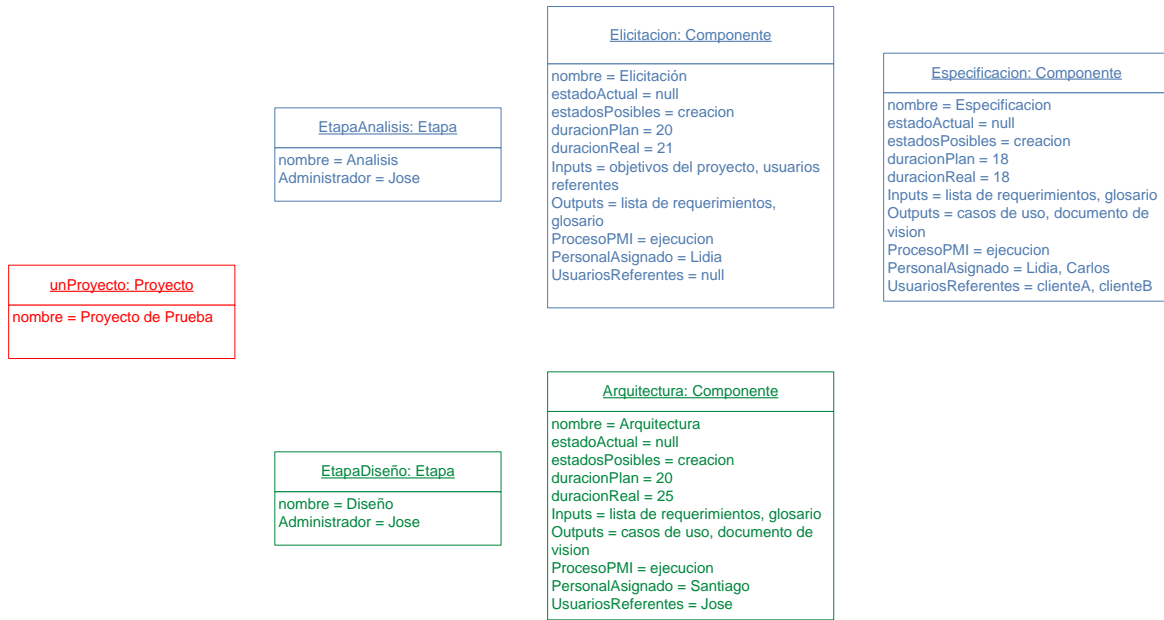 unProyecto: Proyecto
nombre = Proyecto de Prueba
EtapaAnalisis: Etapa
nombre = Analisis
Administrador = Jose
Elicitacion: Componente
nombre = Elicitación
estadoActual = null
estadosPosibles = creacion
duracionPlan = 20
duracionReal = 21
Inputs = objetivos del proyecto, usuarios
referentes
Outputs = lista de requerimientos,
glosario
ProcesoPMI = ejecucion
PersonalAsignado = Lidia
UsuariosReferentes = null
Especificacion: Componente
nombre = Especificacion
estadoActual = null
estadosPosibles = creacion
duracionPlan = 18
duracionReal = 18
Inputs = lista de requerimientos, glosario
Outputs = casos de uso, documento de
vision
ProcesoPMI = ejecucion
PersonalAsignado = Lidia, Carlos
UsuariosReferentes = clienteA, clienteB
EtapaDiseño: Etapa
nombre = Diseño
Administrador = Jose
Arquitectura: Componente
nombre = Arquitectura
estadoActual = null
estadosPosibles = creacion
duracionPlan = 20
duracionReal = 25
Inputs = lista de requerimientos, glosario
Outputs = casos de uso, documento de
vision
ProcesoPMI = ejecucion
PersonalAsignado = Santiago
UsuariosReferentes = Jose